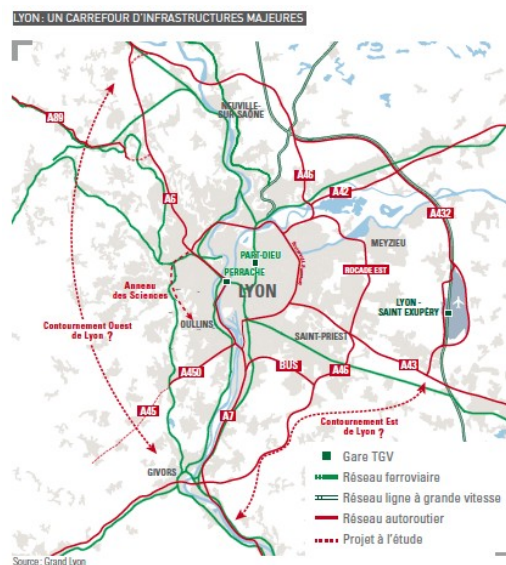 LYON : UN CARREFOUR D'INFRASTRUCTURES MAJEURES
A89
NEUVILLE-
SUR-SAÔNE
A46
A42
A6
A432
MEYZIEU
PART-DIEU
PERRACHE
ROCADE EST
LYON
Anneau
des Sciences
LYON -
SAINT EXUPÉRY
Contournement Ouest
de Lyon ?
OULLINS
SAINT-PRIEST
BUS
A450
A46
A43
A45
A7
Contournement Est
de Lyon ?
GIVORS
Gare TGV
Réseau ferroviaire
Réseau ligne à grande vitesse
Réseau autoroutier
Projet à l'étude
Source : Grand Lyon